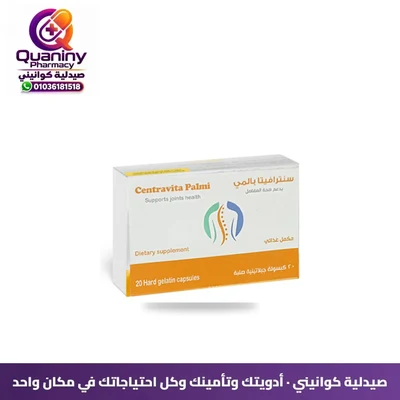 Quaniny
Pharmacy
صيدلية كوانيني
01036181518
Centravita Palmi
Supports joints health
سنترافيتا بالمي
يدعم صحة المفاصل
Dietary supplement
مكمل غذائي
20 Hard gelatin capsules
٢٠ كبسولة جيلاتينية صلبة
صيدلية كوانيني - أدويتك وتأمينك وكل احتياجاتك في مكان واحد